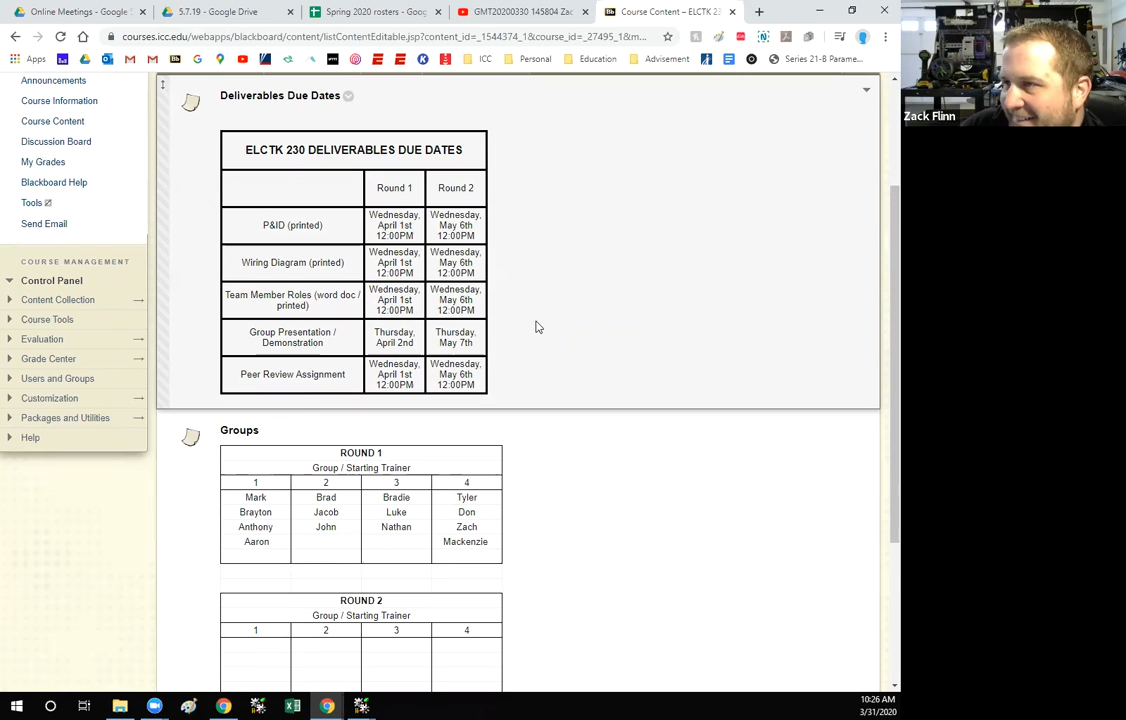 Online Meetings - Google
5.7.19 - Google Drive
Spring 2020 rosters - Goog
GMT20200330 145804 Zac
Course Content – ELCTK 23
courses.icc.edu/webapps/blackboard/content/listContentEditable.jsp?content_id=_1544374_1&course_id=_27495_1&m...
Apps
ICC
Personal
Education
Advisement
Series 21-B Parame...
Zack Flinn
Announcements
Course Information
Course Content
Discussion Board
My Grades
Blackboard Help
Tools
Send Email
COURSE MANAGEMENT
Control Panel
Content Collection
Course Tools
Evaluation
Grade Center
Users and Groups
Customization
Packages and Utilities
Help
Deliverables Due Dates
ELCTK 230 DELIVERABLES DUE DATES
Round 1 Round 2
P&ID (printed) Wednesday, April 1st 12:00PM Wednesday, May 6th 12:00PM
Wiring Diagram (printed) Wednesday, April 1st 12:00PM Wednesday, May 6th 12:00PM
Team Member Roles (word doc / printed) Wednesday, April 1st 12:00PM Wednesday, May 6th 12:00PM
Group Presentation / Demonstration Thursday, April 2nd Thursday, May 7th
Peer Review Assignment Wednesday, April 1st 12:00PM Wednesday, May 6th 12:00PM
Groups
ROUND 1
Group / Starting Trainer
1 2 3 4
Mark Brad Bradie Tyler
Brayton Jacob Luke Don
Anthony John Nathan Zach
Aaron Mackenzie
ROUND 2
Group / Starting Trainer
1 2 3 4
10:26 AM
3/31/2020